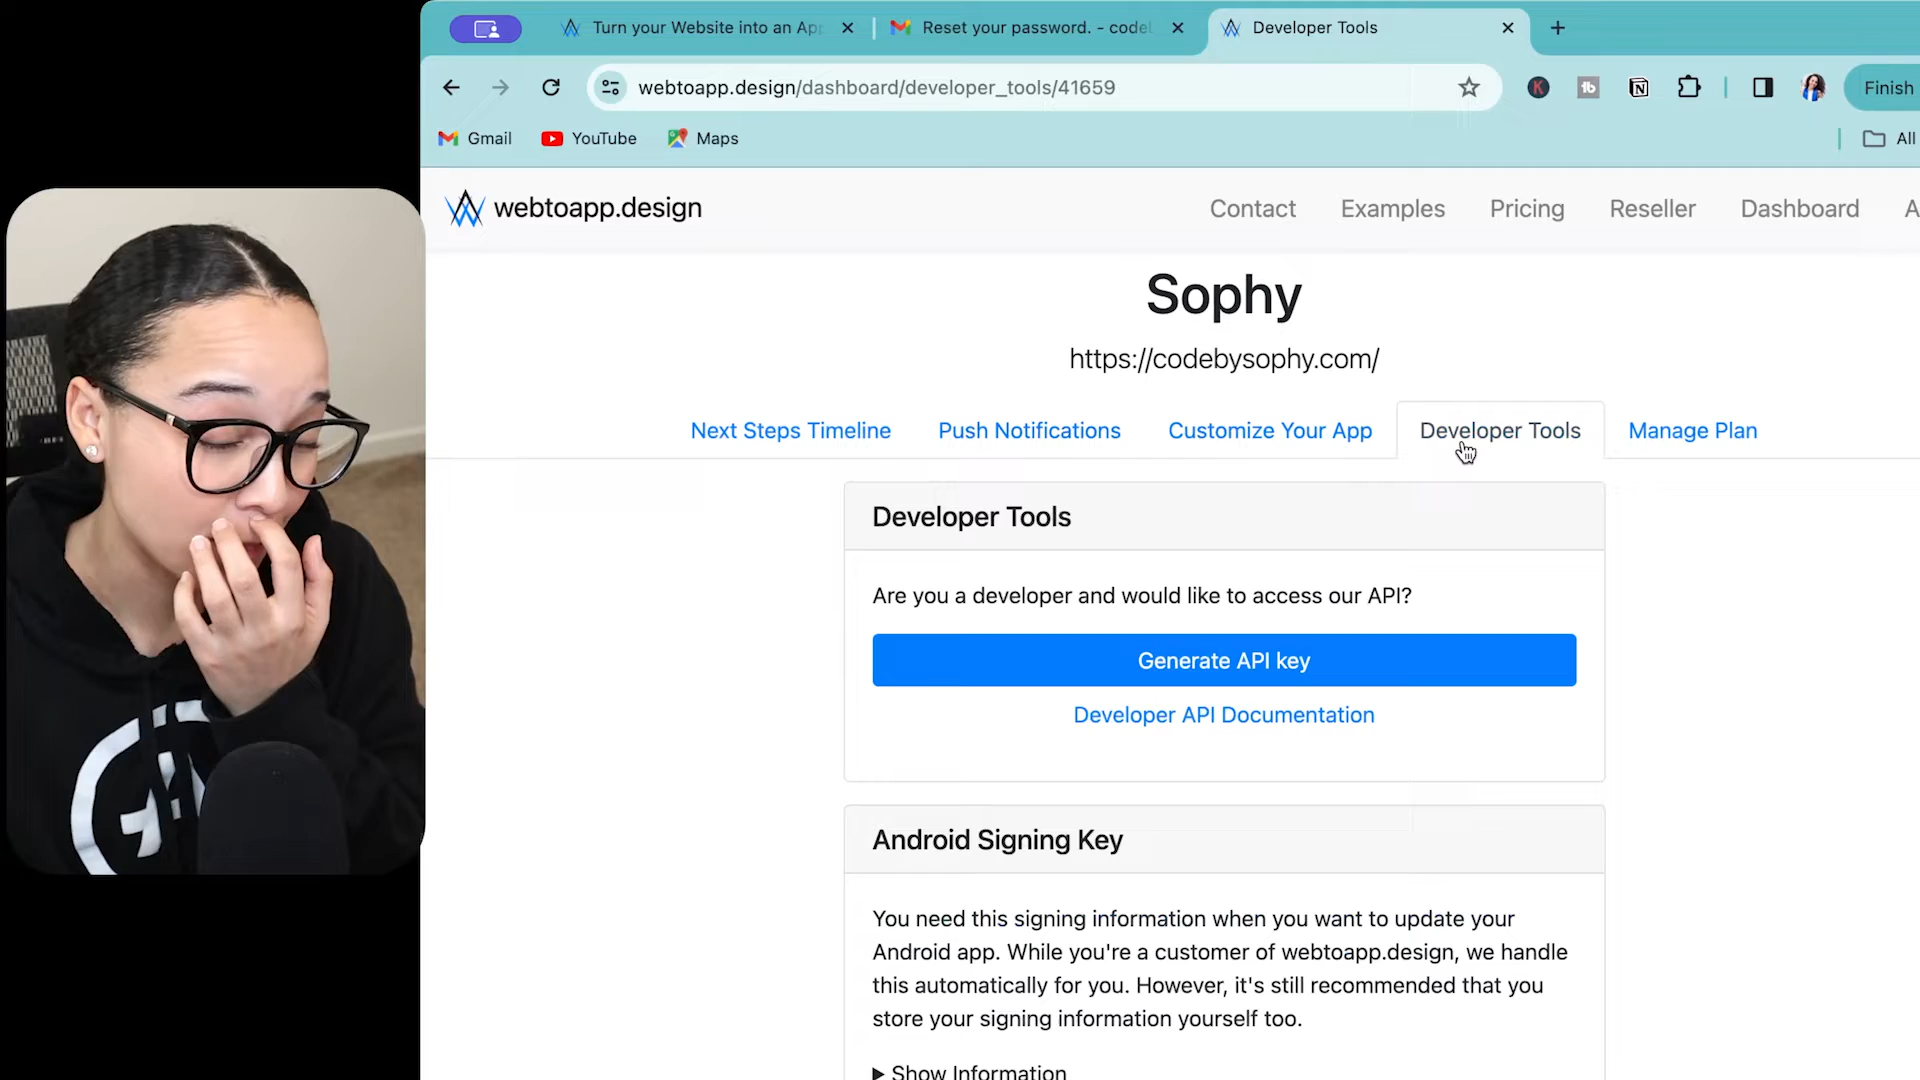 Turn your Website into an App
Reset your password. - codeb
Developer Tools
webtoapp.design/dashboard/developer_tools/41659
K
tb
N
Finish
Gmail
YouTube
Maps
All
webtoapp.design
Contact
Examples
Pricing
Reseller
Dashboard
A
Sophy
https://codebysophy.com/
Next Steps Timeline
Push Notifications
Customize Your App
Developer Tools
Manage Plan
Developer Tools
Are you a developer and would like to access our API?
Generate API key
Developer API Documentation
Android Signing Key
You need this signing information when you want to update your
Android app. While you're a customer of webtoapp.design, we handle
this automatically for you. However, it's still recommended that you
store your signing information yourself too.
Show Information